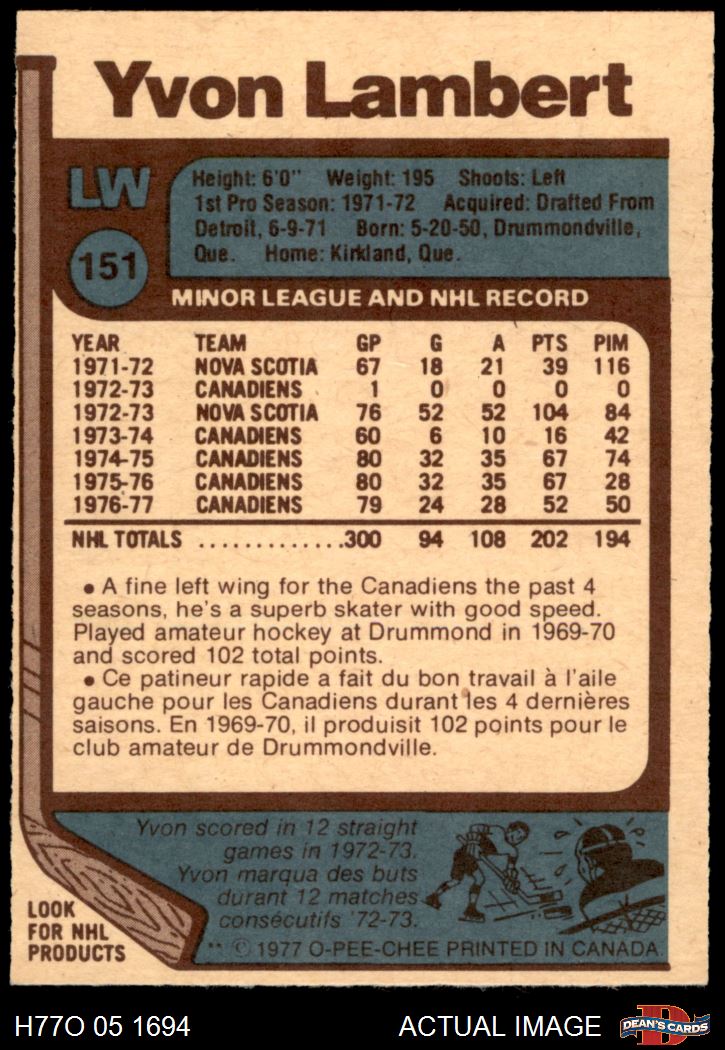 Yvon Lambert
LW
151
Height: 6'0" Weight: 195 Shoots: Left
1st Pro Season: 1971-72 Acquired: Drafted From
Detroit, 6-9-71 Born: 5-20-50, Drummondville,
Que. Home: Kirkland, Que.
MINOR LEAGUE AND NHL RECORD
YEAR TEAM GP G A PTS PIM
1971-72 NOVA SCOTIA 67 18 21 39 116
1972-73 CANADIENS 1 0 0 0 0
1972-73 NOVA SCOTIA 76 52 52 104 84
1973-74 CANADIENS 60 6 10 16 42
1974-75 CANADIENS 80 32 35 67 74
1975-76 CANADIENS 80 32 35 67 28
1976-77 CANADIENS 79 24 28 52 50
NHL TOTALS .............300 94 108 202 194
• A fine left wing for the Canadiens the past 4
seasons, he's a superb skater with good speed.
Played amateur hockey at Drummond in 1969-70
and scored 102 total points.
• Ce patineur rapide a fait du bon travail à l'aile
gauche pour les Canadiens durant les 4 dernières
saisons. En 1969-70, il produisit 102 points pour le
club amateur de Drummondville.
Yvon scored in 12 straight
games in 1972-73.
Yvon marqua des buts
durant 12 matches
consécutifs '72-73.
LOOK
FOR NHL
PRODUCTS
** © 1977 O-PEE-CHEE PRINTED IN CANADA.
H77O 05 1694
ACTUAL IMAGE
D
DEAN'S CARDS